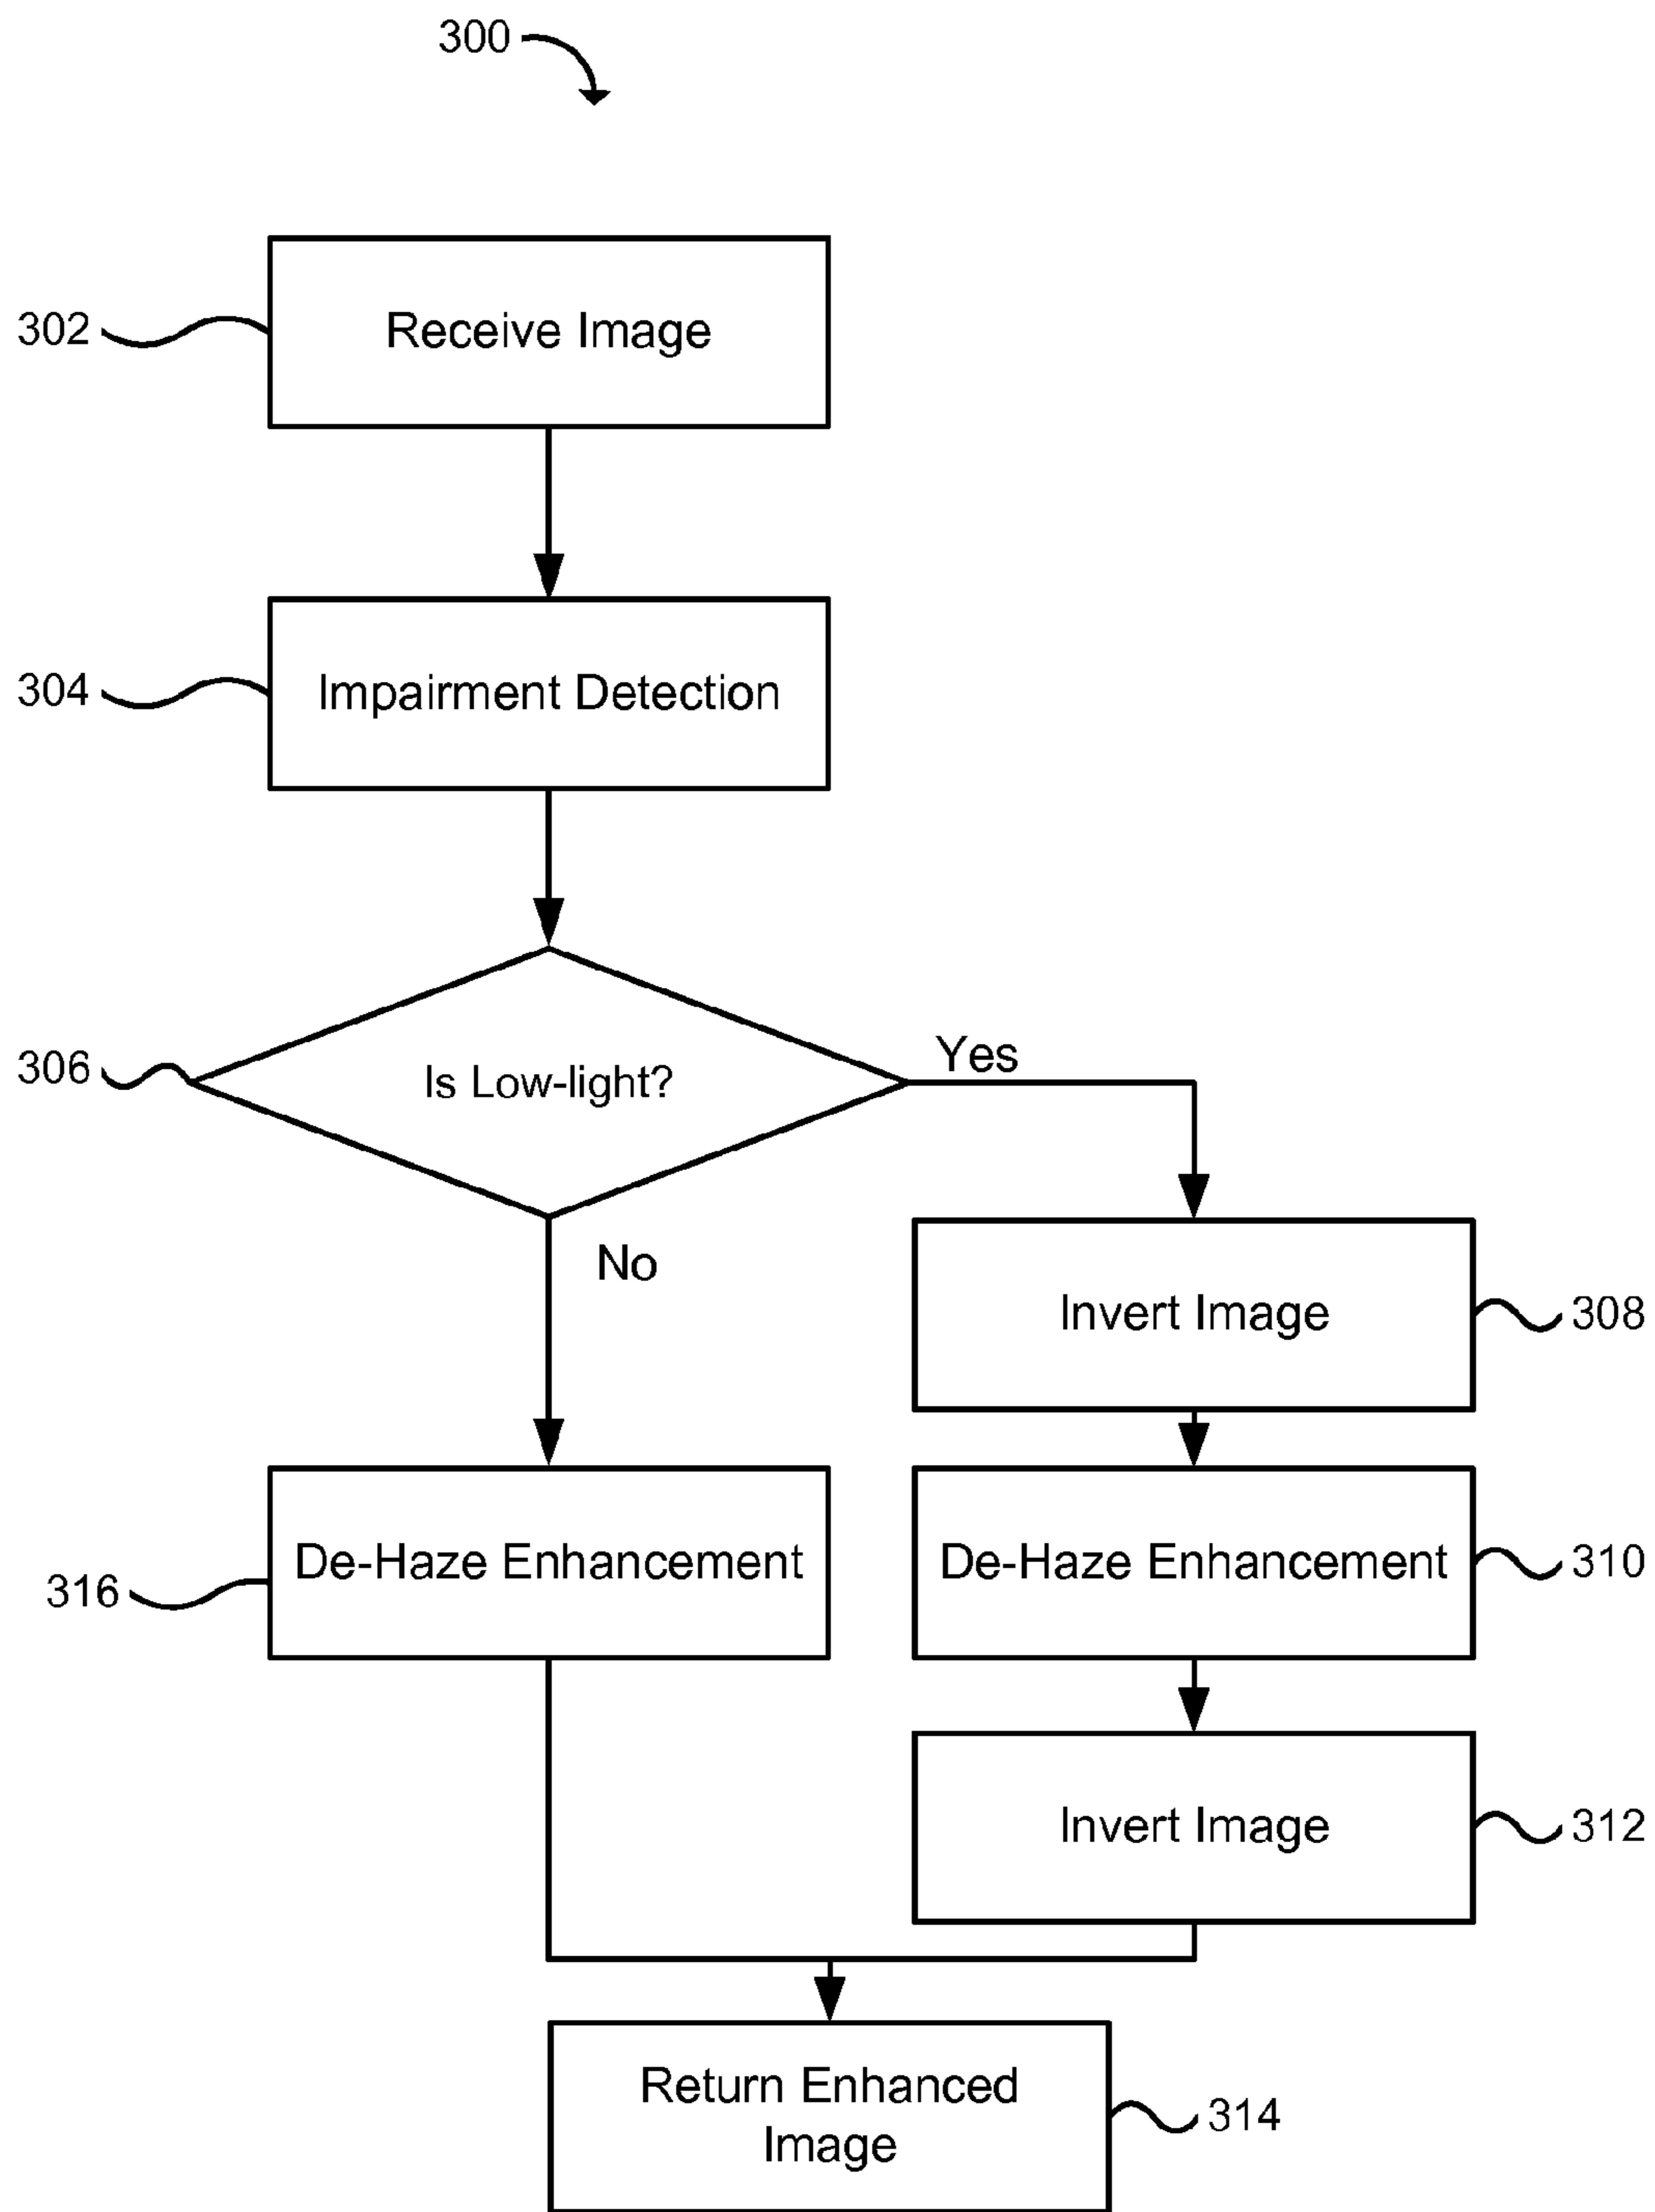 300
302
Receive Image
304
Impairment Detection
306
Is Low-light?
Yes
No
Invert Image
308
316
De-Haze Enhancement
De-Haze Enhancement
310
Invert Image
312
Return Enhanced
Image
314